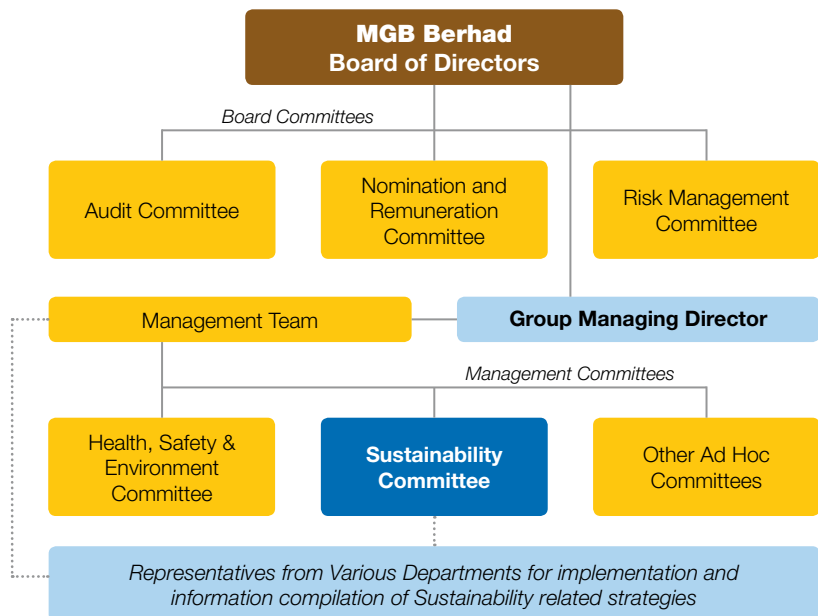 MGB Berhad
Board of Directors
Board Committees
Audit Committee
Nomination and
Remuneration
Committee
Risk Management
Committee
Management Team
Group Managing Director
Management Committees
Health, Safety &
Environment
Committee
Sustainability
Committee
Other Ad Hoc
Committees
Representatives from Various Departments for implementation and
information compilation of Sustainability related strategies